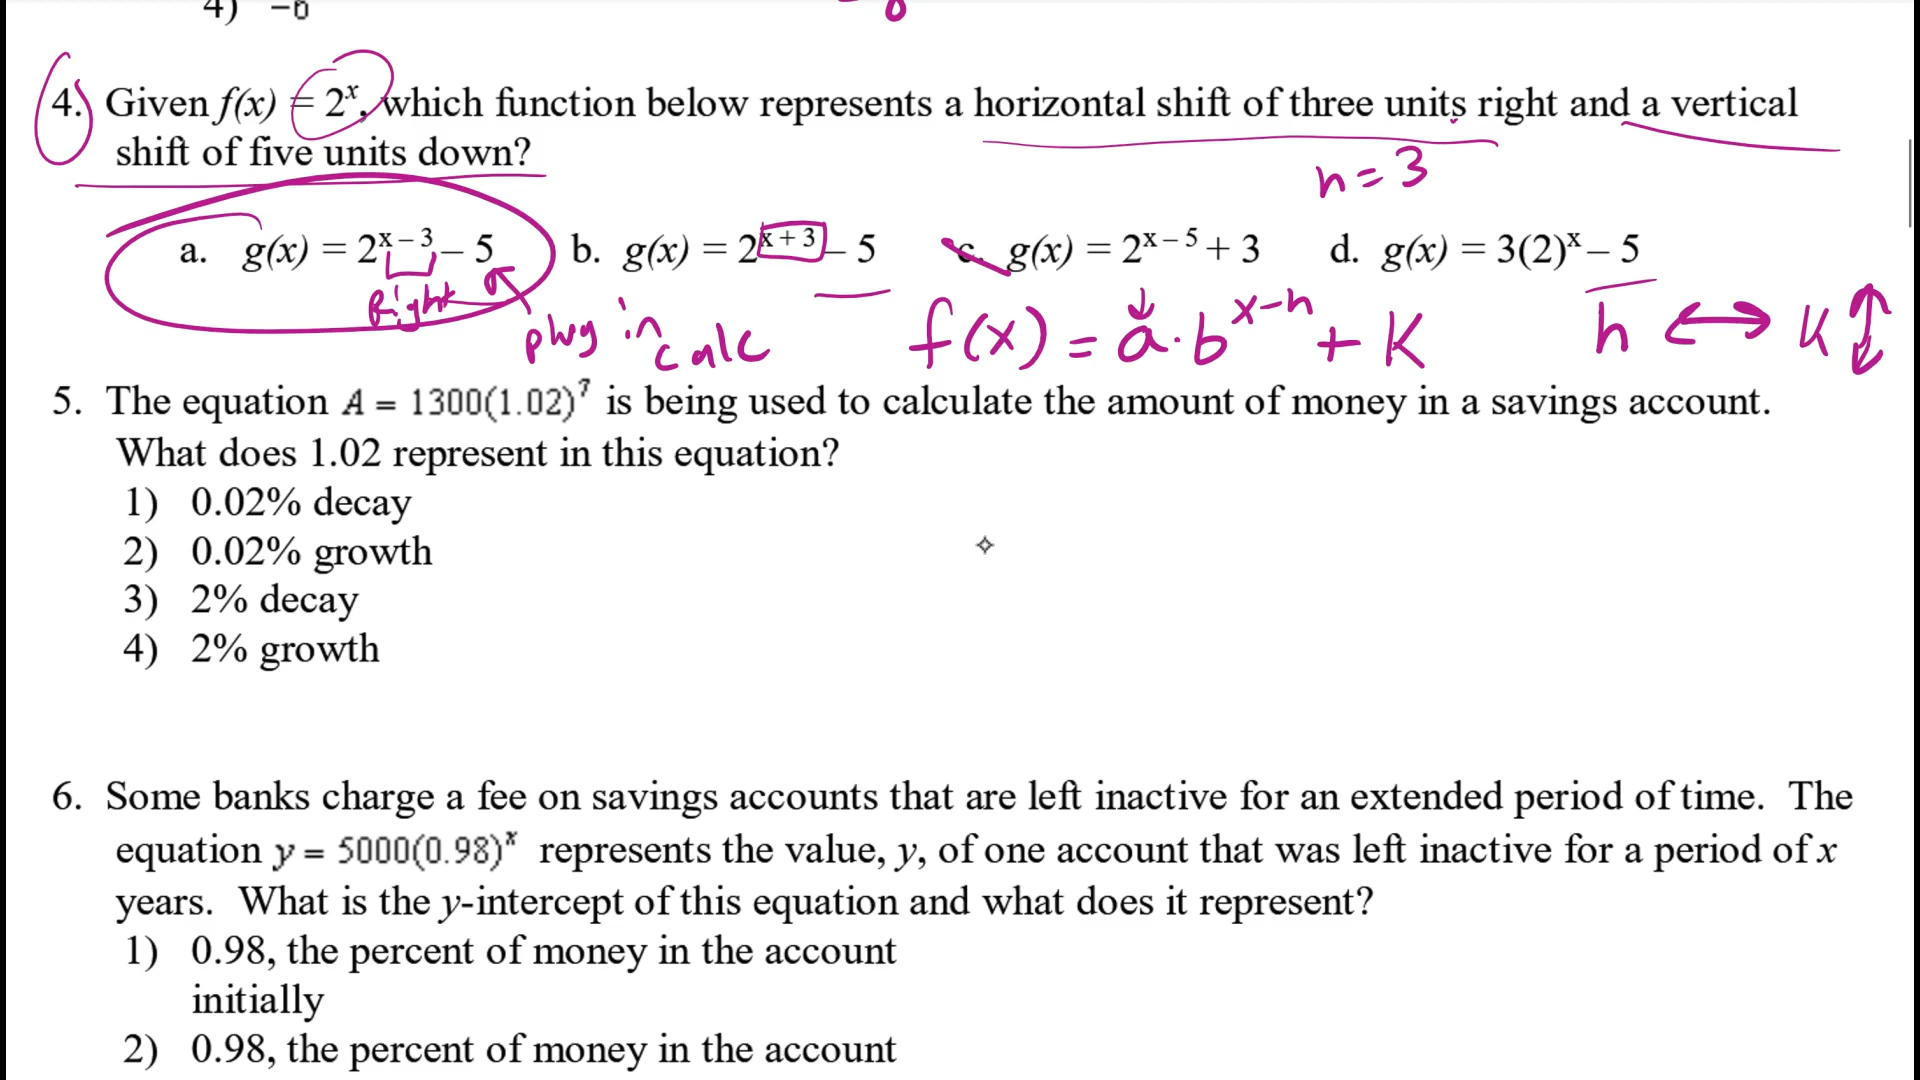 4) -6
4. Given f(x) = 2^x, which function below represents a horizontal shift of three units right and a vertical
shift of five units down?
h = 3
a. g(x) = 2^{x – 3} – 5 b. g(x) = 2^{x + 3} – 5 c. g(x) = 2^{x – 5} + 3 d. g(x) = 3(2)^x – 5
Right
plug in calc
f(x) = a·b^{x-h} + k
h ↔ k ↕
5. The equation A = 1300(1.02)^7 is being used to calculate the amount of money in a savings account.
What does 1.02 represent in this equation?
1) 0.02% decay
2) 0.02% growth
3) 2% decay
4) 2% growth
6. Some banks charge a fee on savings accounts that are left inactive for an extended period of time. The
equation y = 5000(0.98)^x represents the value, y, of one account that was left inactive for a period of x
years. What is the y-intercept of this equation and what does it represent?
1) 0.98, the percent of money in the account
initially
2) 0.98, the percent of money in the account